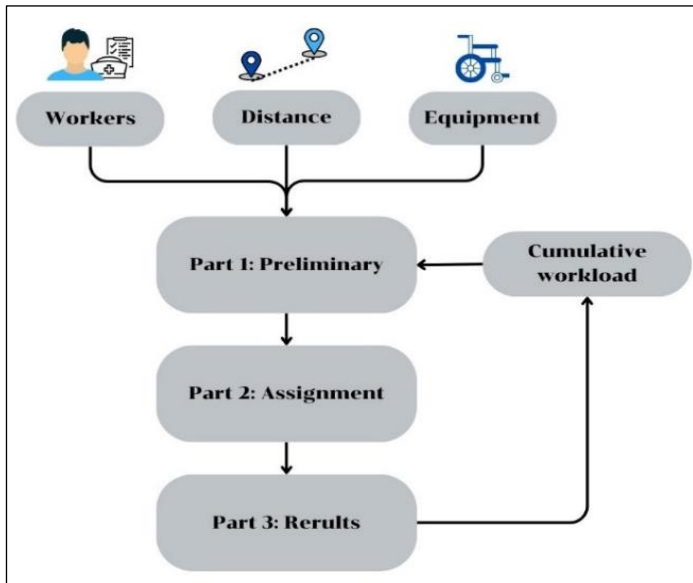 Workers
Distance
Equipment
Part 1: Preliminary
Cumulative
workload
Part 2: Assignment
Part 3: Rerults